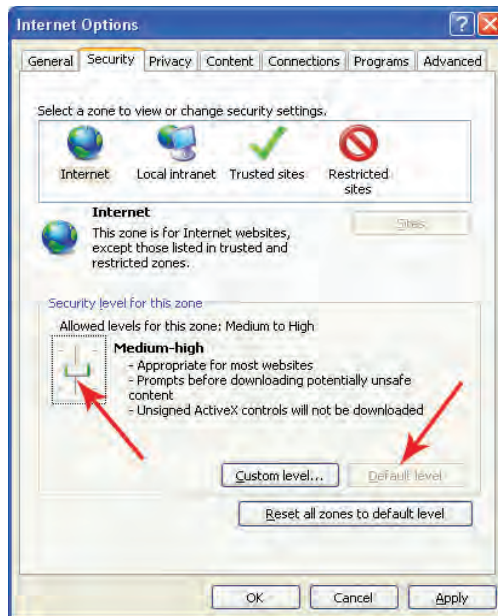 Internet Options
General Security Privacy Content Connections Programs Advanced
Select a zone to view or change security settings.
Internet Local intranet Trusted sites Restricted
sites
Internet
Sites
This zone is for Internet websites,
except those listed in trusted and
restricted zones.
Security level for this zone
Allowed levels for this zone: Medium to High
Medium-high
- Appropriate for most websites
- Prompts before downloading potentially unsafe
content
- Unsigned ActiveX controls will not be downloaded
Custom level... Default level
Reset all zones to default level
OK Cancel Apply